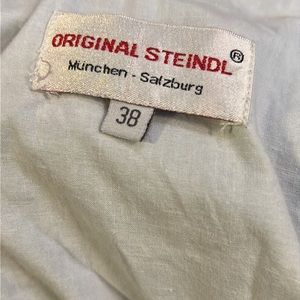 ORIGINAL STEINDL®
München - Salzburg
38